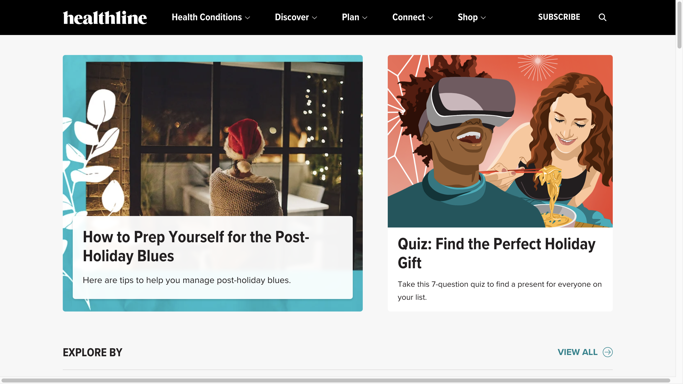 healthline
Health Conditions
Discover
Plan
Connect
Shop
SUBSCRIBE
How to Prep Yourself for the Post-
Holiday Blues
Here are tips to help you manage post-holiday blues.
Quiz: Find the Perfect Holiday
Gift
Take this 7-question quiz to find a present for everyone on
your list.
EXPLORE BY
VIEW ALL